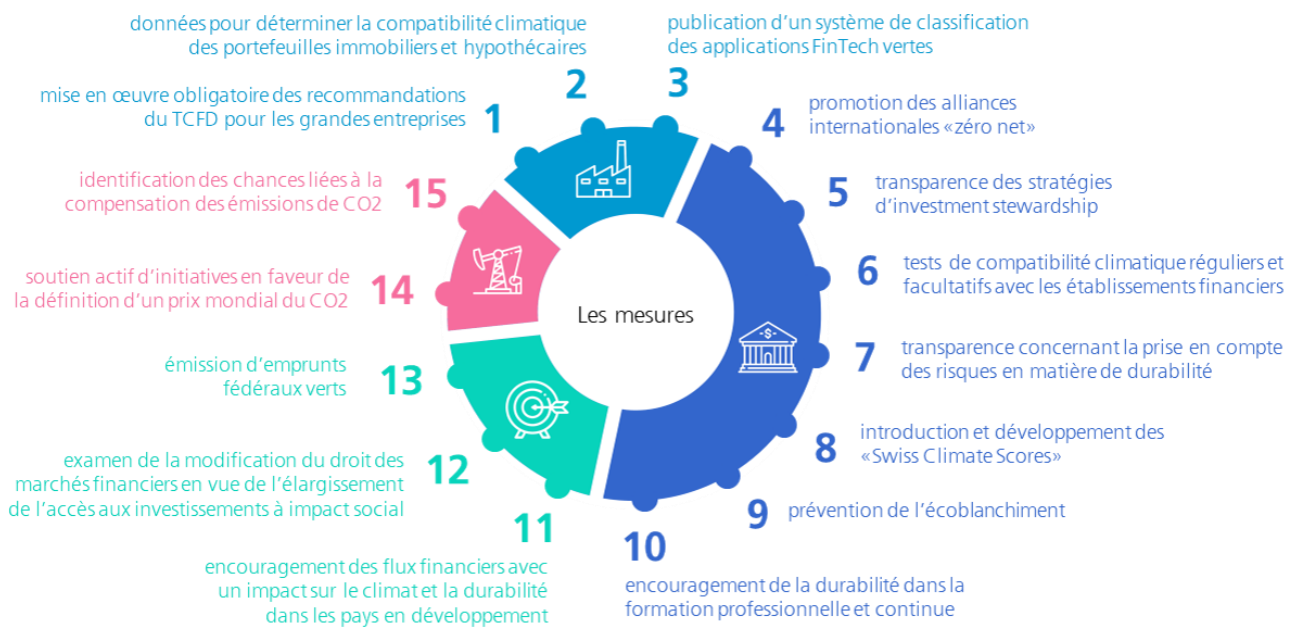 données pour déterminer la compatibilité climatique
des portefeuilles immobiliers et hypothécaires
2
publication d'un système de classification
des applications FinTech vertes
3
mise en œuvre obligatoire des recommandations
du TCFD pour les grandes entreprises
1
4
promotion des alliances
internationales «zéro net»
identification des chances liées à la
compensation des émissions de CO2
15
5
transparence des stratégies
d'investment stewardship
soutien actif d'initiatives en faveur de
la définition d'un prix mondial du CO2
14
6
tests de compatibilité climatique réguliers et
facultatifs avec les établissements financiers
Les mesures
-$-
émission d'emprunts
fédéraux verts
13
7
transparence concernant la prise en compte
des risques en matière de durabilité
examen de la modification du droit des
marchés financiers en vue de l'élargissement
de l'accès aux investissements à impact social
12
8
introduction et développement des
«Swiss Climate Scores»
9
prévention de l'écoblanchiment
11
encouragement des flux financiers avec
un impact sur le climat et la durabilité
dans les pays en développement
10
encouragement de la durabilité dans la
formation professionnelle et continue